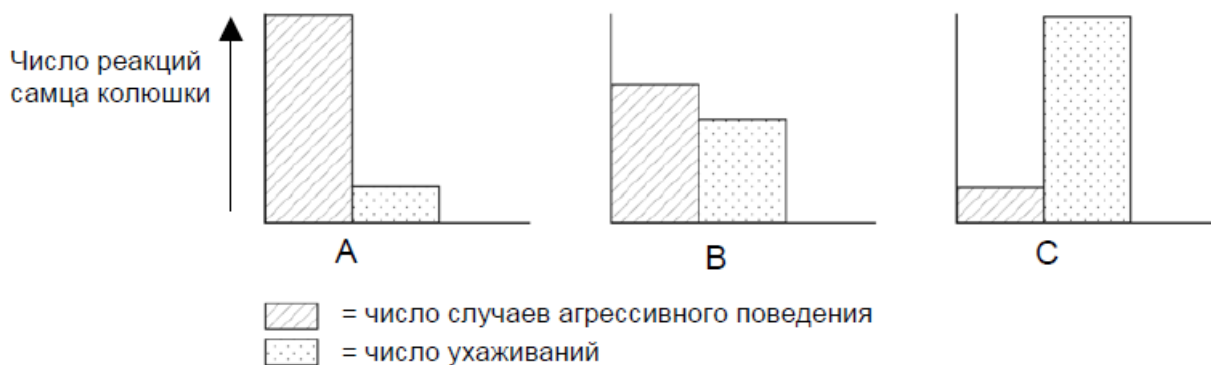 Число реакций
самца колюшки
A
B
C
= число случаев агрессивного поведения
= число ухаживаний